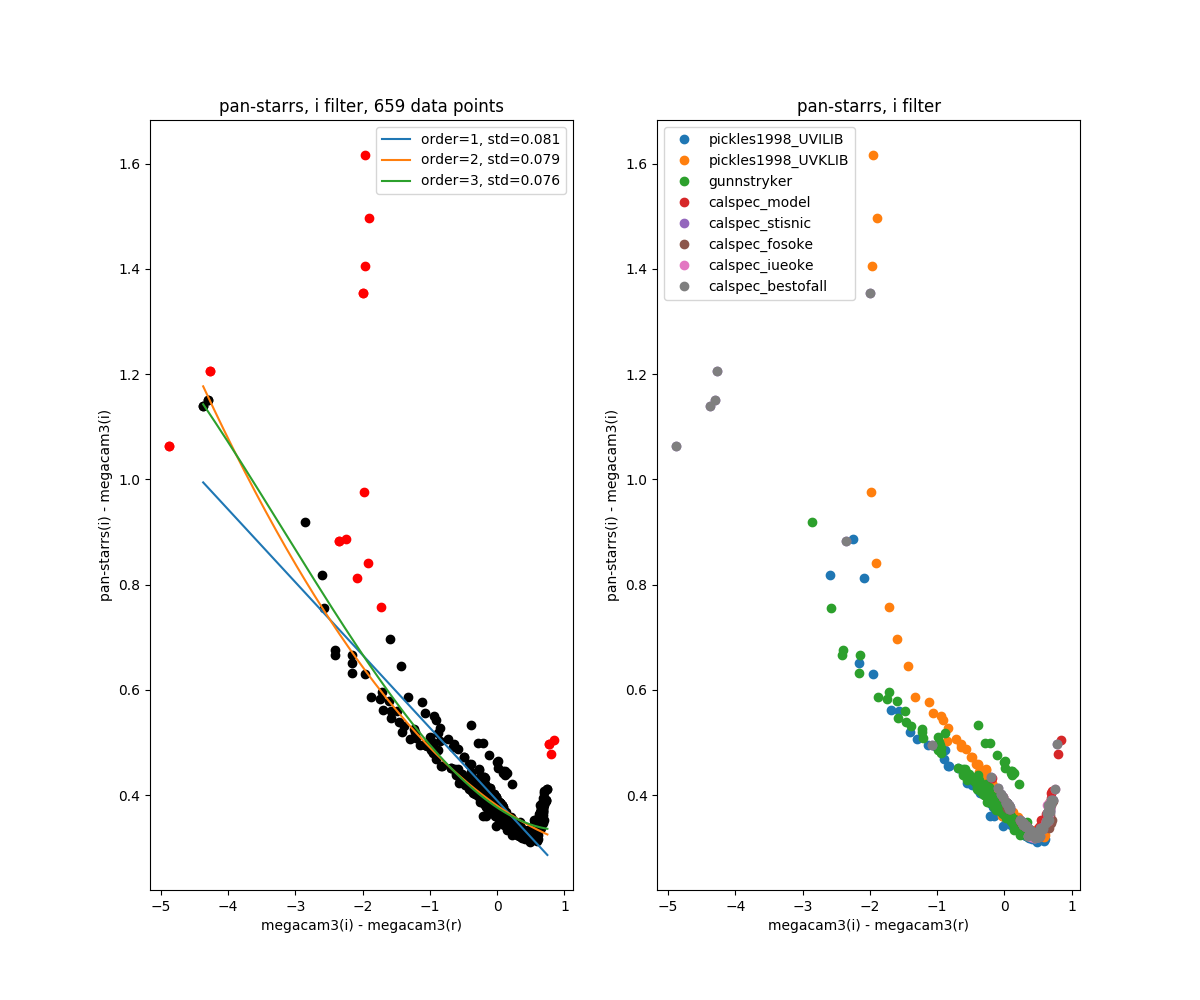 pan-starrs, i filter, 659 data points
order=1, std=0.081
order=2, std=0.079
order=3, std=0.076
1.6
1.4
1.2
1.0
0.8
0.6
0.4
pan-starrs(i) - megacam3(i)
−5
−4
−3
−2
−1
0
1
megacam3(i) - megacam3(r)
pan-starrs, i filter
pickles1998_UVILIB
pickles1998_UVKLIB
gunnstryker
calspec_model
calspec_stisnic
calspec_fosoke
calspec_iueoke
calspec_bestofall
1.6
1.4
1.2
1.0
0.8
0.6
0.4
pan-starrs(i) - megacam3(i)
−5
−4
−3
−2
−1
0
1
megacam3(i) - megacam3(r)